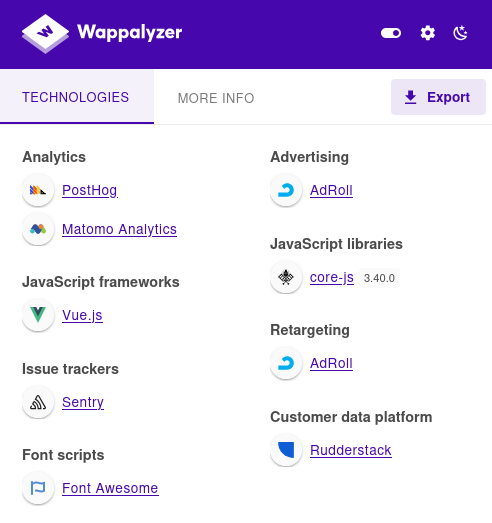 Wappalyzer
TECHNOLOGIES
MORE INFO
Export
Analytics
PostHog
Matomo Analytics
JavaScript frameworks
Vue.js
Issue trackers
Sentry
Font scripts
Font Awesome
Advertising
AdRoll
JavaScript libraries
core-js 3.40.0
Retargeting
AdRoll
Customer data platform
Rudderstack